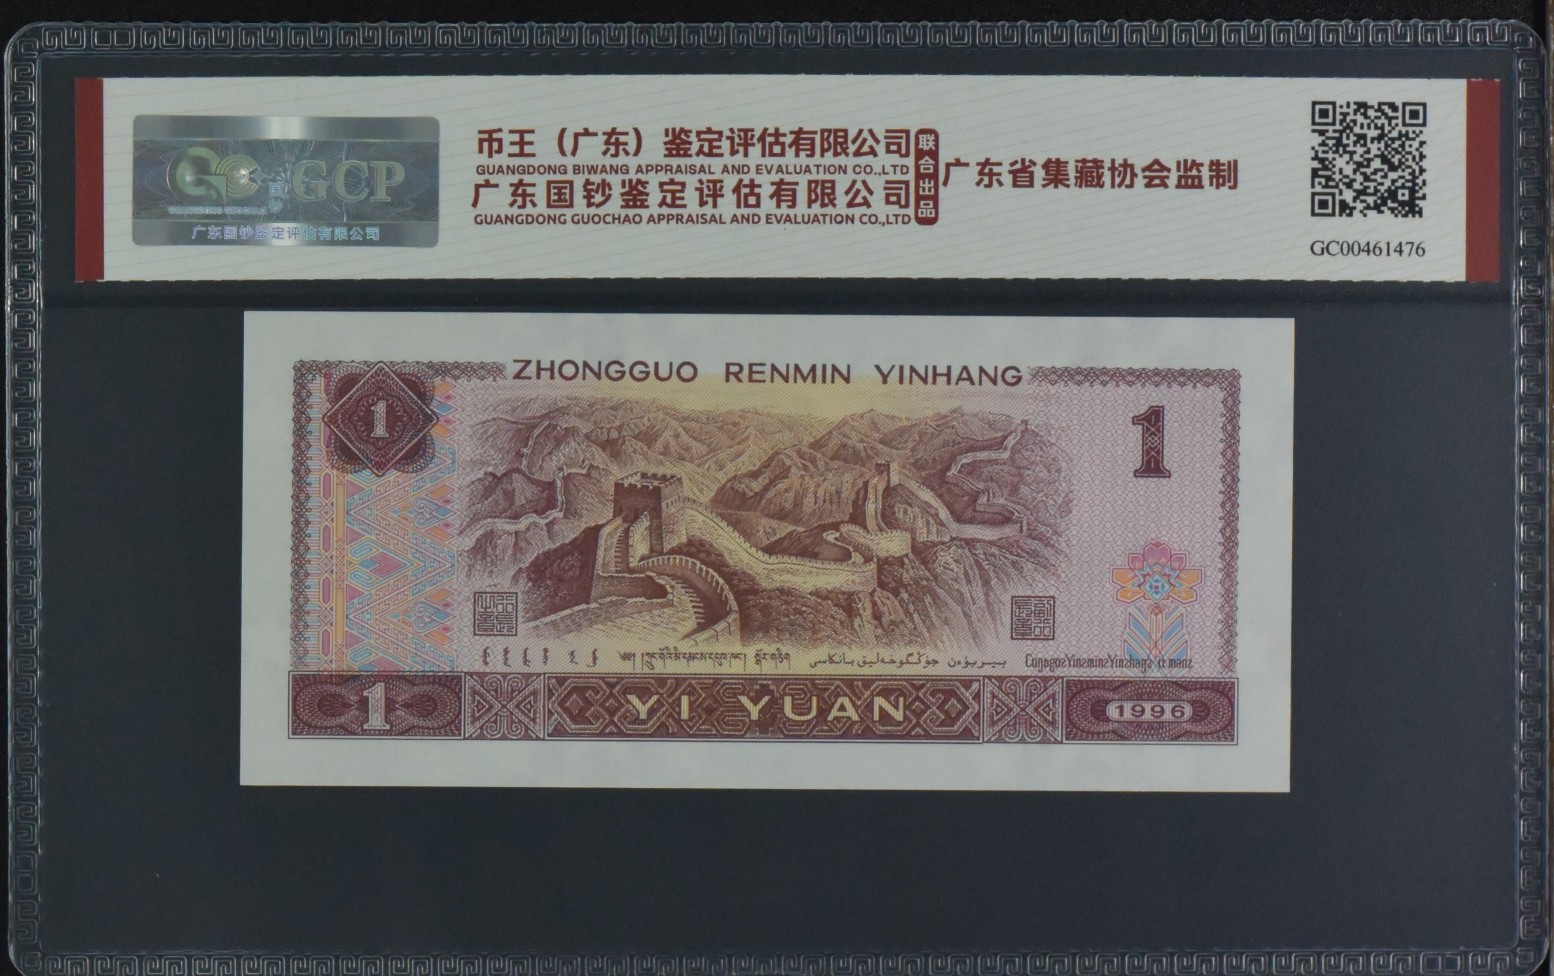 GCP
广东国钞鉴定评估有限公司
币王（广东）鉴定评估有限公司
GUANGDONG BIWANG APPRAISAL AND EVALUATION CO.,LTD
广东国钞鉴定评估有限公司
GUANGDONG GUOCHAO APPRAISAL AND EVALUATION CO.,LTD
联合出品
广东省集藏协会监制
GC00461476
ZHONGGUO RENMIN YINHANG
1
1
1
YI YUAN
1996